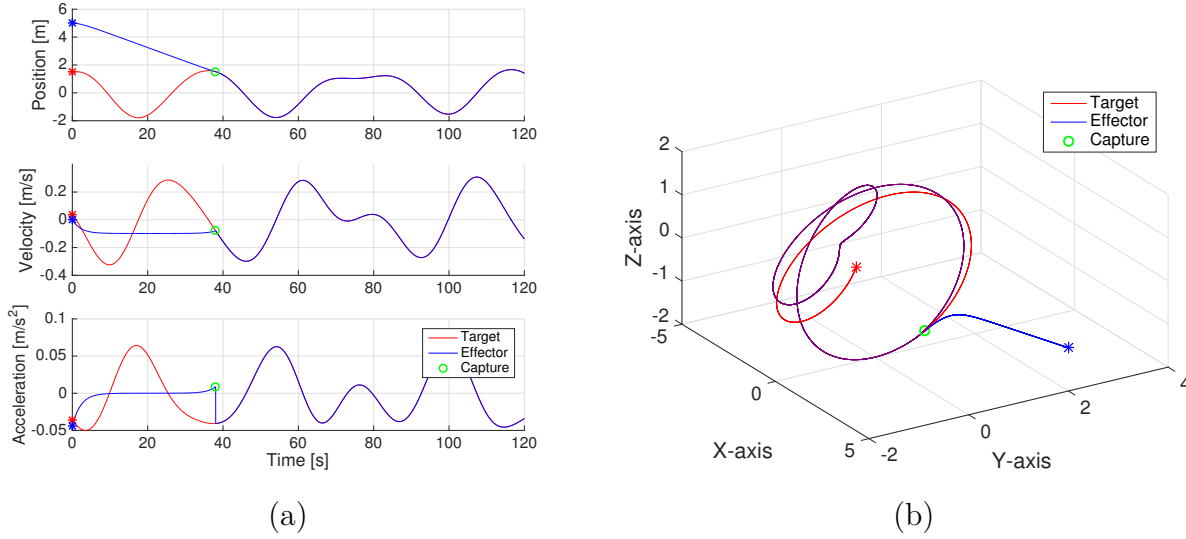 6
4
2
0
-2
Position [m]
0 20 40 60 80 100 120
0.2
0
-0.2
-0.4
Velocity [m/s]
0 20 40 60 80 100 120
0.1
0.05
0
-0.05
Acceleration [m/s²]
Target
Effector
Capture
0 20 40 60 80 100 120
Time [s]
(a)
Target
Effector
Capture
2
1
0
-1
-2
Z-axis
-5
0
5
X-axis
-2
0
2
4
Y-axis
(b)